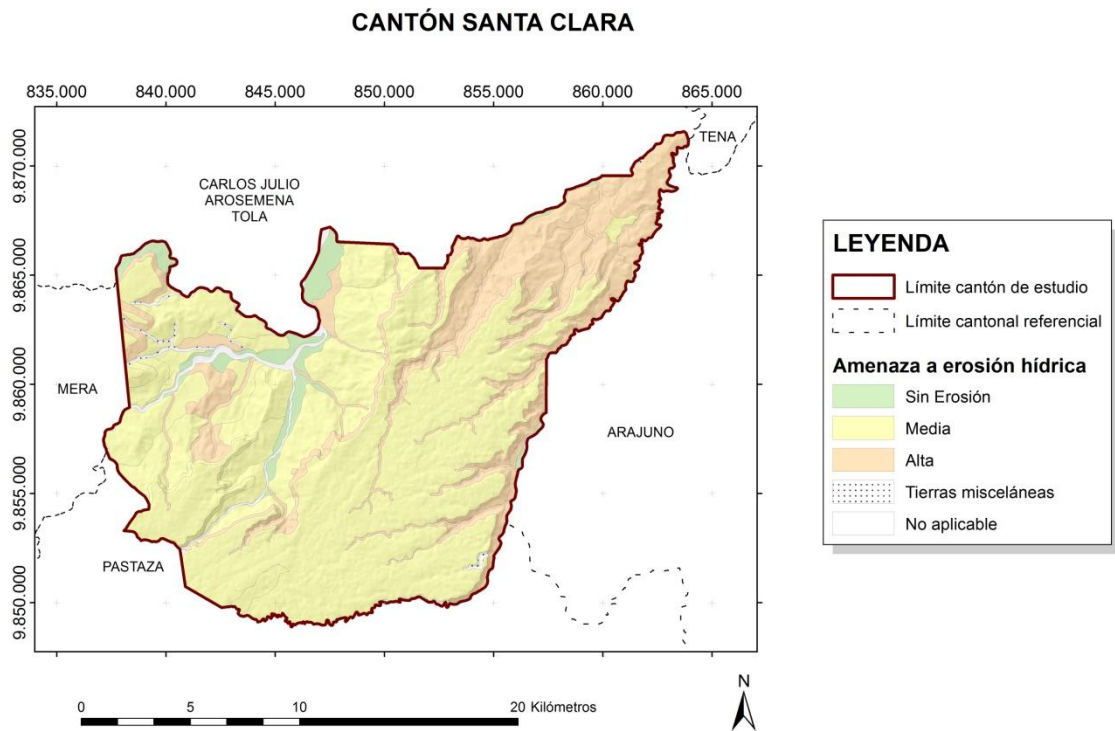 CANTÓN SANTA CLARA
835.000 840.000 845.000 850.000 855.000 860.000 865.000
9.870.000
9.865.000
9.860.000
9.855.000
9.850.000
TENA
CARLOS JULIO
AROSEMENA
TOLA
MERA
ARAJUNO
PASTAZA
LEYENDA
Límite cantón de estudio
Límite cantonal referencial
Amenaza a erosión hídrica
Sin Erosión
Media
Alta
Tierras misceláneas
No aplicable
0 5 10 20 Kilómetros
N